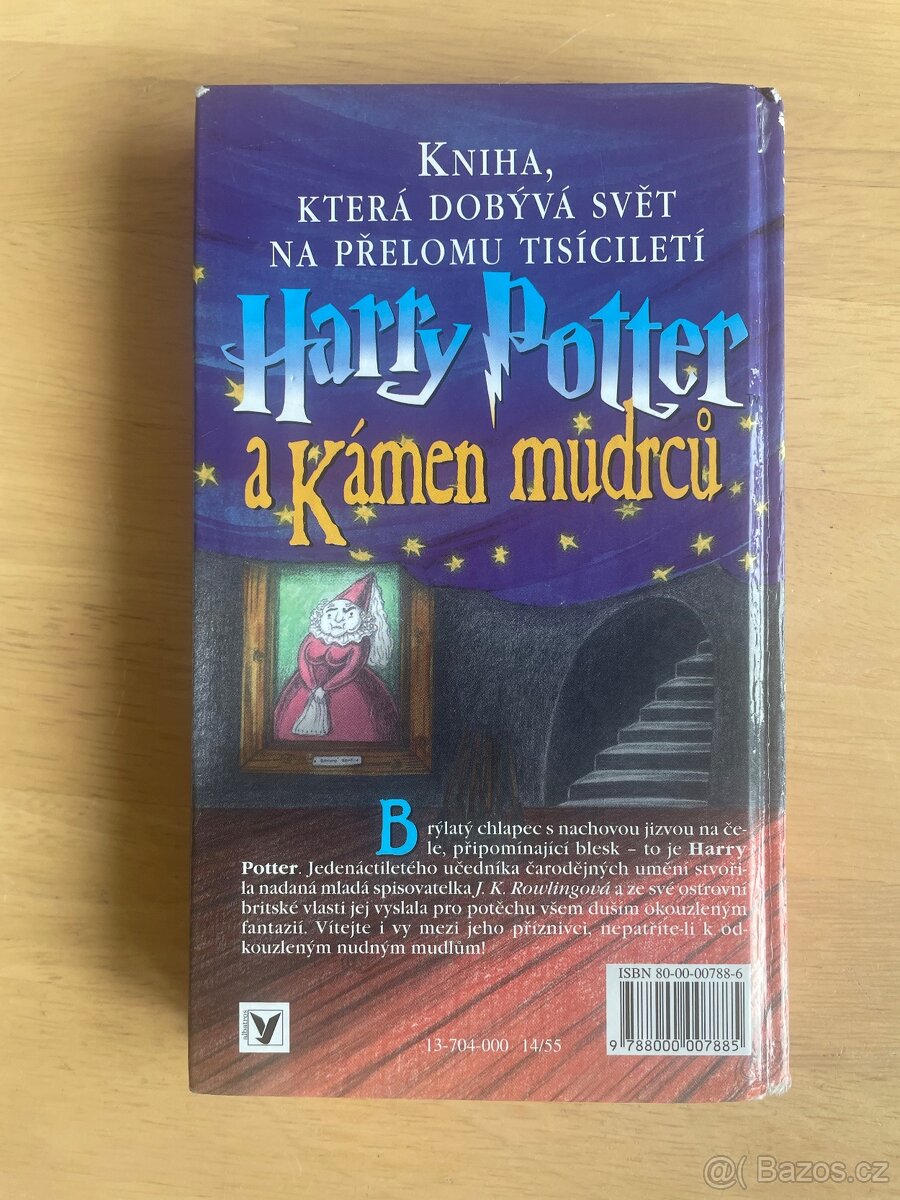 KNIHA,
KTERÁ DOBÝVÁ SVĚT
NA PŘELOMU TISÍCILETÍ
Harry Potter
a Kámen mudrců
Brýlatý chlapec s nachovou jizvou na če-
le, připomínající blesk – to je Harry
Potter. Jedenáctiletého učedníka čarodějných umění stvoři-
la nadaná mladá spisovatelka J. K. Rowlingová a ze své ostrovní
britské vlasti jej vyslala pro potěchu všem duším okouzleným
fantazií. Vítejte i vy mezi jeho příznivci, nepatříte-li k od-
kouzleným nudným mudlům!
ISBN 80-00-00788-6
albatros
13-704-000 14/55
9 788000 007885
@( Bazos.cz